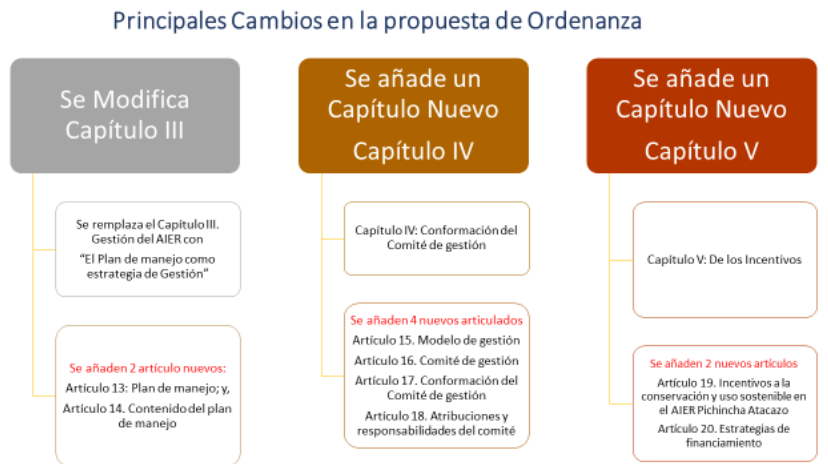 Principales Cambios en la propuesta de Ordenanza
Se Modifica
Capítulo III
Se remplaza el Capítulo III.
Gestión del AIER con
“El Plan de manejo como
estrategia de Gestión”
Se añaden 2 artículo nuevos:
Artículo 13: Plan de manejo; y,
Artículo 14. Contenido del plan
de manejo
Se añade un
Capítulo Nuevo
Capítulo IV
Capítulo IV: Conformación del
Comité de gestión
Se añaden 4 nuevos articulados
Artículo 15. Modelo de gestión
Artículo 16. Comité de gestión
Artículo 17. Conformación del
Comité de gestión
Artículo 18. Atribuciones y
responsabilidades del comité
Se añade un
Capítulo Nuevo
Capítulo V
Capítulo V: De los Incentivos
Se añaden 2 nuevos artículos
Artículo 19. Incentivos a la
conservación y uso sostenible en
el AIER Pichincha Atacazo
Artículo 20. Estrategias de
financiamiento